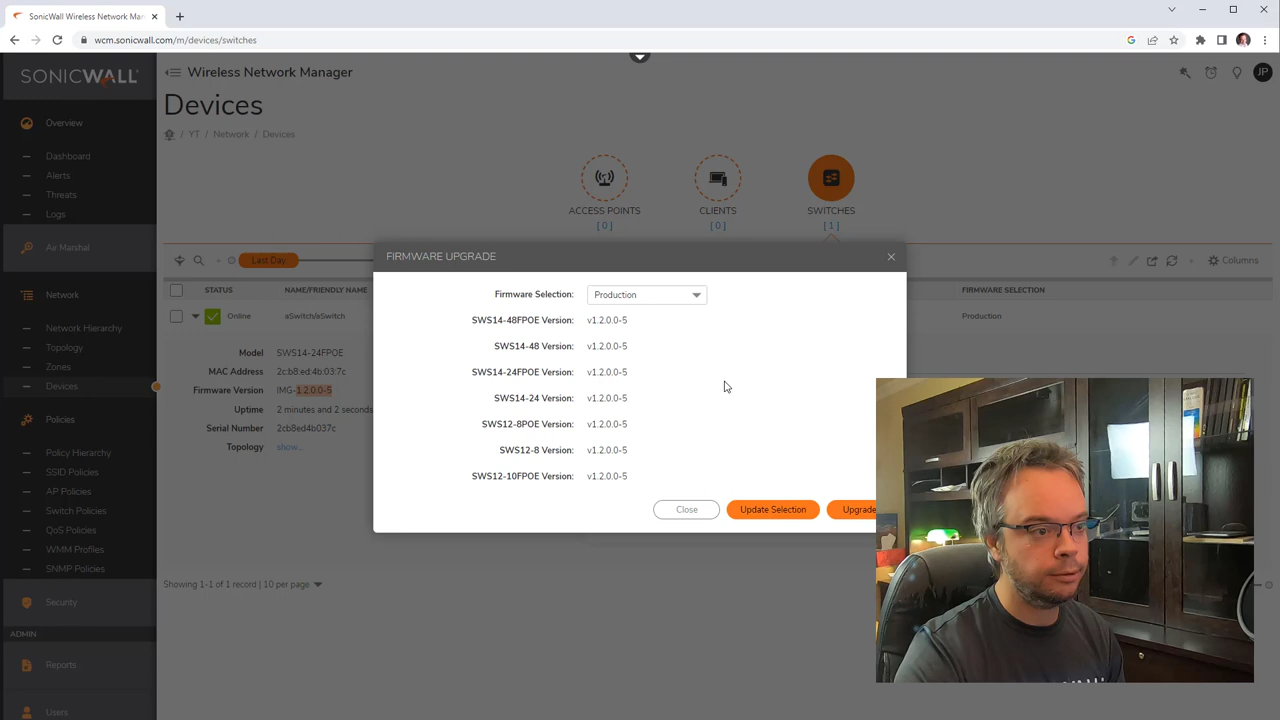 SonicWall Wireless Network Man
wcm.sonicwall.com/m/devices/switches
SONICWALL
Wireless Network Manager
JP
Devices
/ YT / Network / Devices
Overview
Dashboard
Alerts
Threats
Logs
Air Marshal
Network
Network Hierarchy
Topology
Zones
Devices
Policies
Policy Hierarchy
SSID Policies
AP Policies
Switch Policies
QoS Policies
WMM Profiles
SNMP Policies
Security
ADMIN
Reports
Users
ACCESS POINTS
[ 0 ]
CLIENTS
[ 0 ]
SWITCHES
[ 1 ]
Last Day
Columns
STATUS
NAME/FRIENDLY NAME
FIRMWARE SELECTION
Online
aSwitch/aSwitch
Production
Model SWS14-24FPOE
MAC Address 2c:b8:ed:4b:03:7c
Firmware Version IMG-1.2.0.0-5
Uptime 2 minutes and 2 seconds
Serial Number 2cb8ed4b037c
Topology show...
Showing 1-1 of 1 record | 10 per page
FIRMWARE UPGRADE
Firmware Selection: Production
SWS14-48FPOE Version: v1.2.0.0-5
SWS14-48 Version: v1.2.0.0-5
SWS14-24FPOE Version: v1.2.0.0-5
SWS14-24 Version: v1.2.0.0-5
SWS12-8POE Version: v1.2.0.0-5
SWS12-8 Version: v1.2.0.0-5
SWS12-10FPOE Version: v1.2.0.0-5
Close
Update Selection
Upgrade